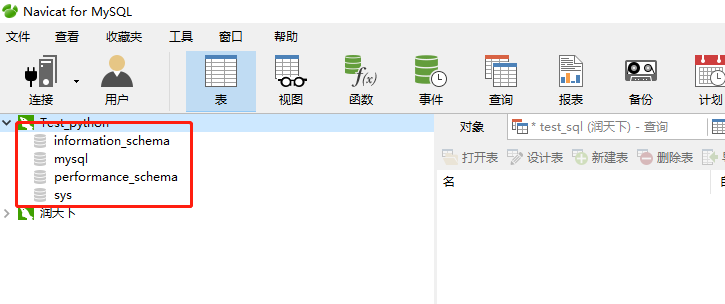 Navicat for MySQL
文件 查看 收藏夹 工具 窗口 帮助
f(x)
连接 用户 表 视图 函数 事件 查询 报表 备份 计划
Test_python
information_schema
mysql
performance_schema
sys
润天下
对象 * test_sql (润天下) - 查询
打开表 设计表 新建表 删除表
名